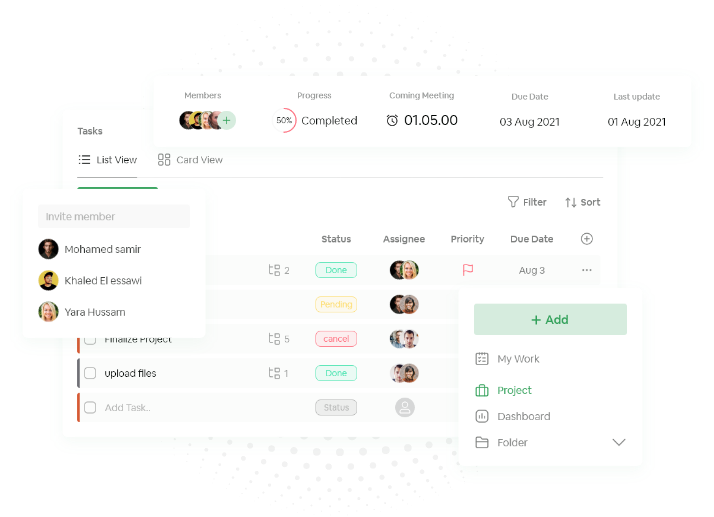 Members
Progress
Coming Meeting
Due Date
Last update
50%
Completed
01.05.00
03 Aug 2021
01 Aug 2021
Tasks
List View
Card View
Filter
Sort
Invite member
Mohamed samir
Khaled El essawi
Yara Hussam
Status
Assignee
Priority
Due Date
2
Done
Aug 3
Pending
Finalize Project
5
cancel
upload files
1
Done
Add Task..
Status
Add
My Work
Project
Dashboard
Folder